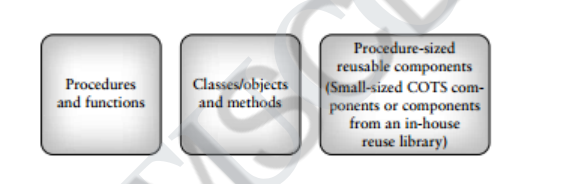 Procedures
and functions
Classes/objects
and methods
Procedure-sized
reusable components
(Small-sized COTS com-
ponents or components
from an in-house
reuse library)